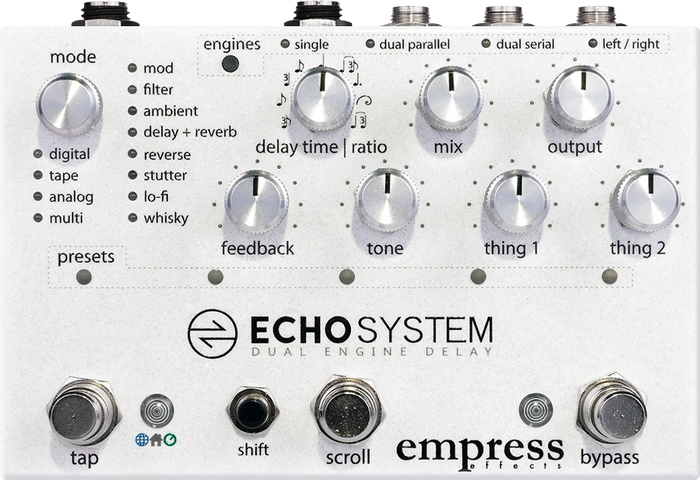 engines
single
dual parallel
dual serial
left / right
mode
mod
filter
ambient
delay + reverb
reverse
stutter
lo-fi
whisky
digital
tape
analog
multi
delay time | ratio
mix
output
feedback
tone
thing 1
thing 2
presets
ECHOSYSTEM
DUAL ENGINE DELAY
tap
shift
scroll
empress
effects
bypass